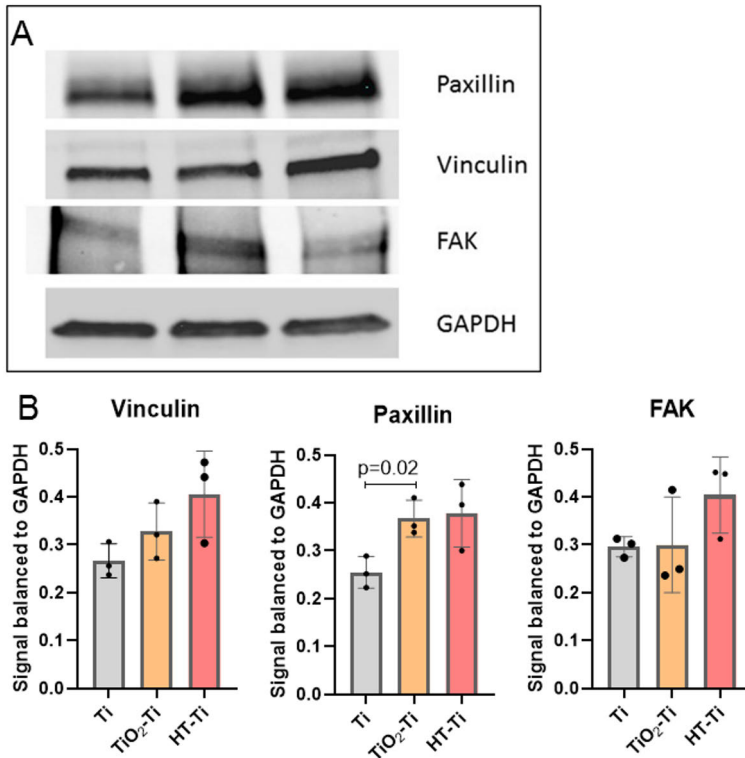 A
Paxillin
Vinculin
FAK
GAPDH
B
Vinculin
Signal balanced to GAPDH
0.5
0.4
0.3
0.2
0.1
0.0
Ti
TiO₂-Ti
HT-Ti
Paxillin
Signal balanced to GAPDH
0.5
0.4
0.3
0.2
0.1
0.0
p=0.02
Ti
TiO₂-Ti
HT-Ti
FAK
Signal balanced to GAPDH
0.5
0.4
0.3
0.2
0.1
0.0
Ti
TiO₂-Ti
HT-Ti